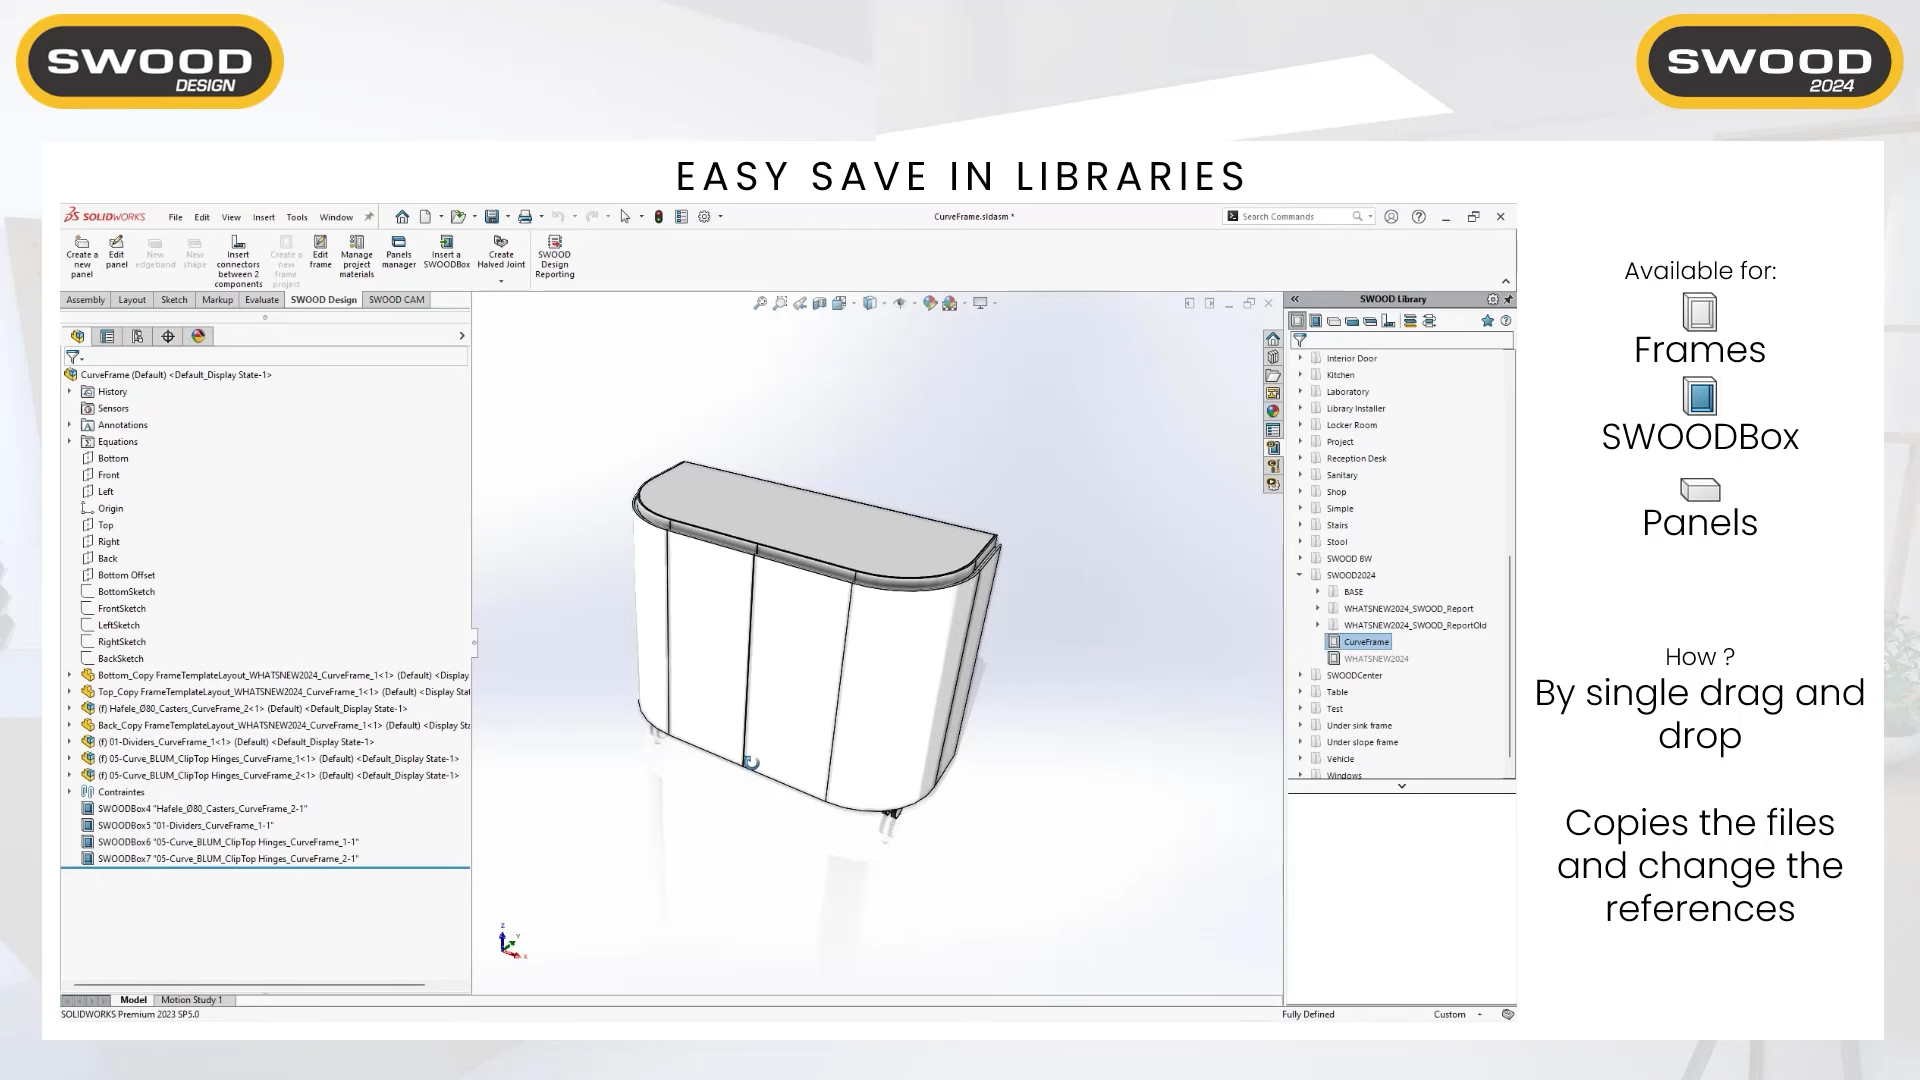 SWOOD
DESIGN
SWOOD
2024
EASY SAVE IN LIBRARIES
SOLIDWORKS File Edit View Insert Tools Window
CurveFrame.sldasm *
Search Commands
Create a new panel
Edit panel
New edgeband
New shape
Insert connectors between 2 components
Create a new frame project
Edit frame
Manage project materials
Panels manager
Insert a SWOODBox
Create Halved Joint
SWOOD Design Reporting
Assembly Layout Sketch Markup Evaluate SWOOD Design SWOOD CAM
CurveFrame (Default) <Default_Display State-1>
History
Sensors
Annotations
Equations
Bottom
Front
Left
Origin
Top
Right
Back
Bottom Offset
BottomSketch
FrontSketch
LeftSketch
RightSketch
BackSketch
Bottom_Copy FrameTemplateLayout_WHATSNEW2024_CurveFrame_1<1> (Default) <Display
Top_Copy FrameTemplateLayout_WHATSNEW2024_CurveFrame_1<1> (Default) <Display Sta
(f) Hafele_Ø80_Casters_CurveFrame_2<1> (Default) <Default_Display State-1>
Back_Copy FrameTemplateLayout_WHATSNEW2024_CurveFrame_1<1> (Default) <Display St
(f) 01-Dividers_CurveFrame_1<1> (Default) <Default_Display State-1>
(f) 05-Curve_BLUM_ClipTop Hinges_CurveFrame_1<1> (Default) <Default_Display State-1>
(f) 05-Curve_BLUM_ClipTop Hinges_CurveFrame_2<1> (Default) <Default_Display State-1>
Contraintes
SWOODBox4 "Hafele_Ø80_Casters_CurveFrame_2-1"
SWOODBox5 "01-Dividers_CurveFrame_1-1"
SWOODBox6 "05-Curve_BLUM_ClipTop Hinges_CurveFrame_1-1"
SWOODBox7 "05-Curve_BLUM_ClipTop Hinges_CurveFrame_2-1"
Z
Y
X
Model Motion Study 1
SOLIDWORKS Premium 2023 SP5.0
Fully Defined
Custom
SWOOD Library
Interior Door
Kitchen
Laboratory
Library Installer
Locker Room
Project
Reception Desk
Sanitary
Shop
Simple
Stairs
Stool
SWOOD BW
SWOOD2024
BASE
WHATSNEW2024_SWOOD_Report
WHATSNEW2024_SWOOD_ReportOld
CurveFrame
WHATSNEW2024
SWOODCenter
Table
Test
Under sink frame
Under slope frame
Vehicle
Windows
Available for:
Frames
SWOODBox
Panels
How ?
By single drag and
drop
Copies the files
and change the
references